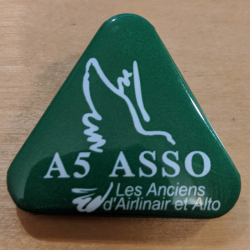 A5 ASSO
Les Anciens
d'Airlinair et Alto